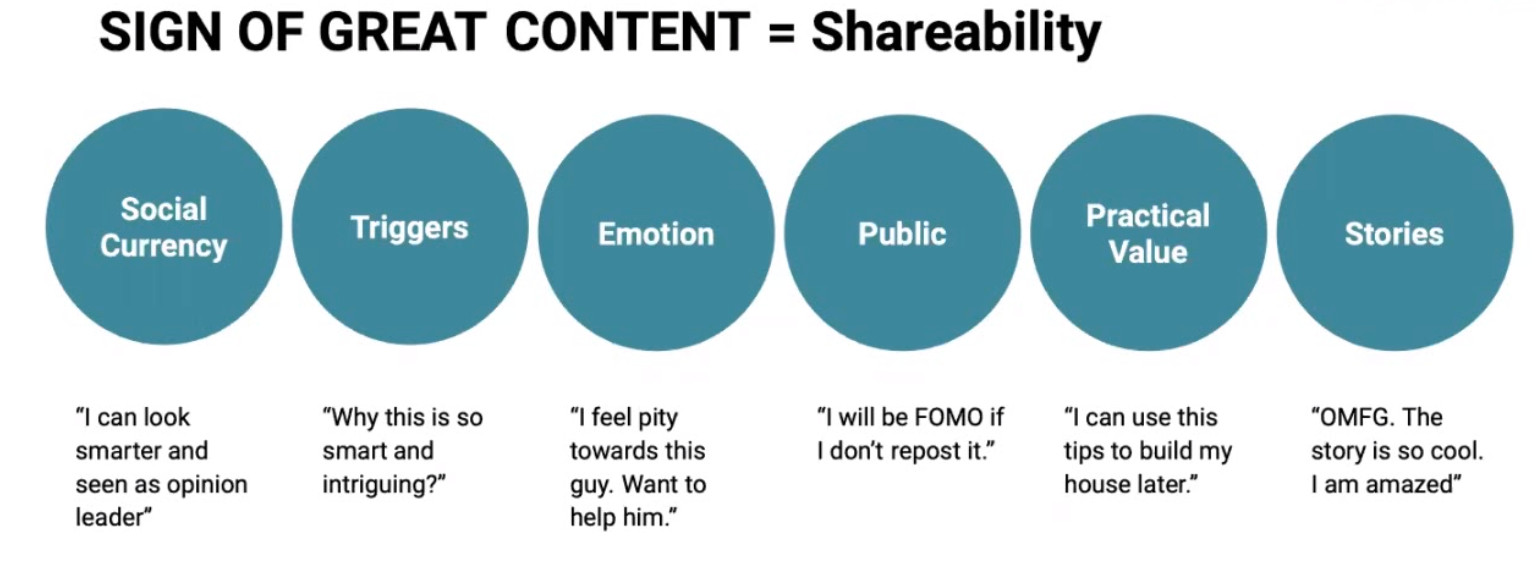 SIGN OF GREAT CONTENT = Shareability
Social
Currency
Triggers
Emotion
Public
Practical
Value
Stories
“I can look
smarter and
seen as opinion
leader”
“Why this is so
smart and
intriguing?”
“I feel pity
towards this
guy. Want to
help him.”
“I will be FOMO if
I don’t repost it.”
“I can use this
tips to build my
house later.”
“OMFG. The
story is so cool.
I am amazed”